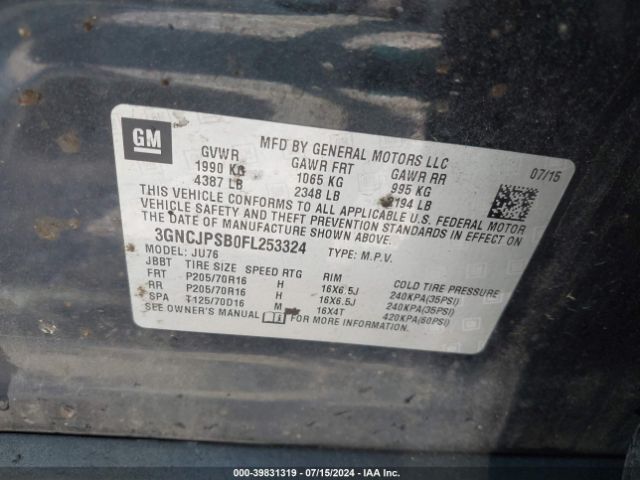 GM
MFD BY GENERAL MOTORS LLC 07/15
GVWR GAWR FRT GAWR RR
1990 KG 1065 KG 995 KG
4387 LB 2348 LB 2194 LB
THIS VEHICLE CONFORMS TO ALL APPLICABLE U.S. FEDERAL MOTOR
VEHICLE SAFETY AND THEFT PREVENTION STANDARDS IN EFFECT ON
THE DATE OF MANUFACTURE SHOWN ABOVE.
3GNCJPSB0FL253324 TYPE: M.P.V.
MODEL: JU76
JBBT TIRE SIZE SPEED RTG RIM COLD TIRE PRESSURE
FRT P205/70R16 H 16X6.5J 240KPA(35PSI)
RR P205/70R16 H 16X6.5J 240KPA(35PSI)
SPA T125/70D16 M 16X4T 420KPA(60PSI)
SEE OWNER'S MANUAL FOR MORE INFORMATION.
000-39831319 / 07/15/2024 / IAA Inc.